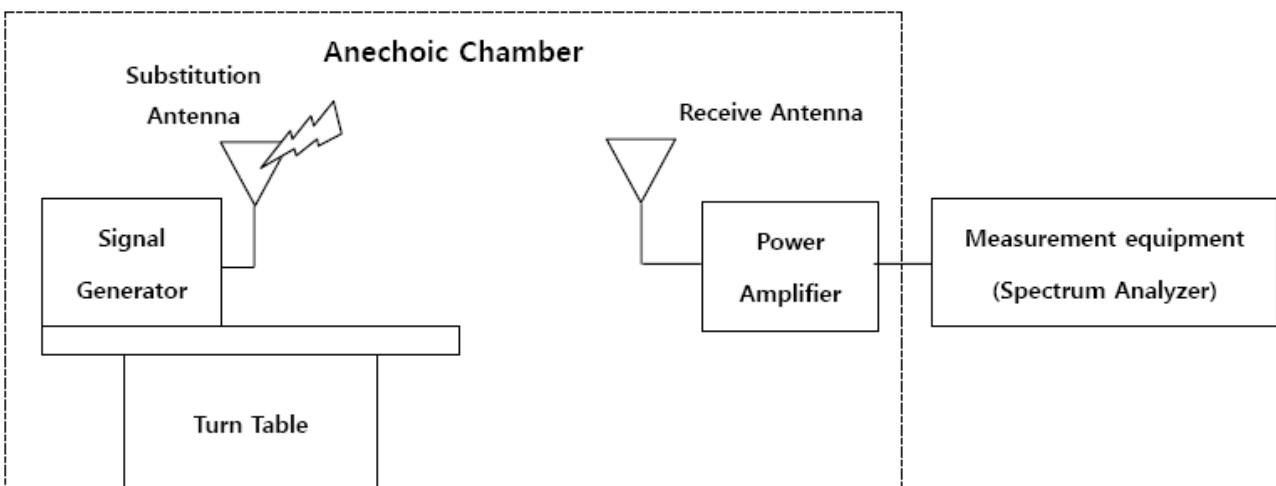 Anechoic Chamber
Substitution
Antenna
Receive Antenna
Signal
Generator
Power
Amplifier
Measurement equipment
(Spectrum Analyzer)
Turn Table